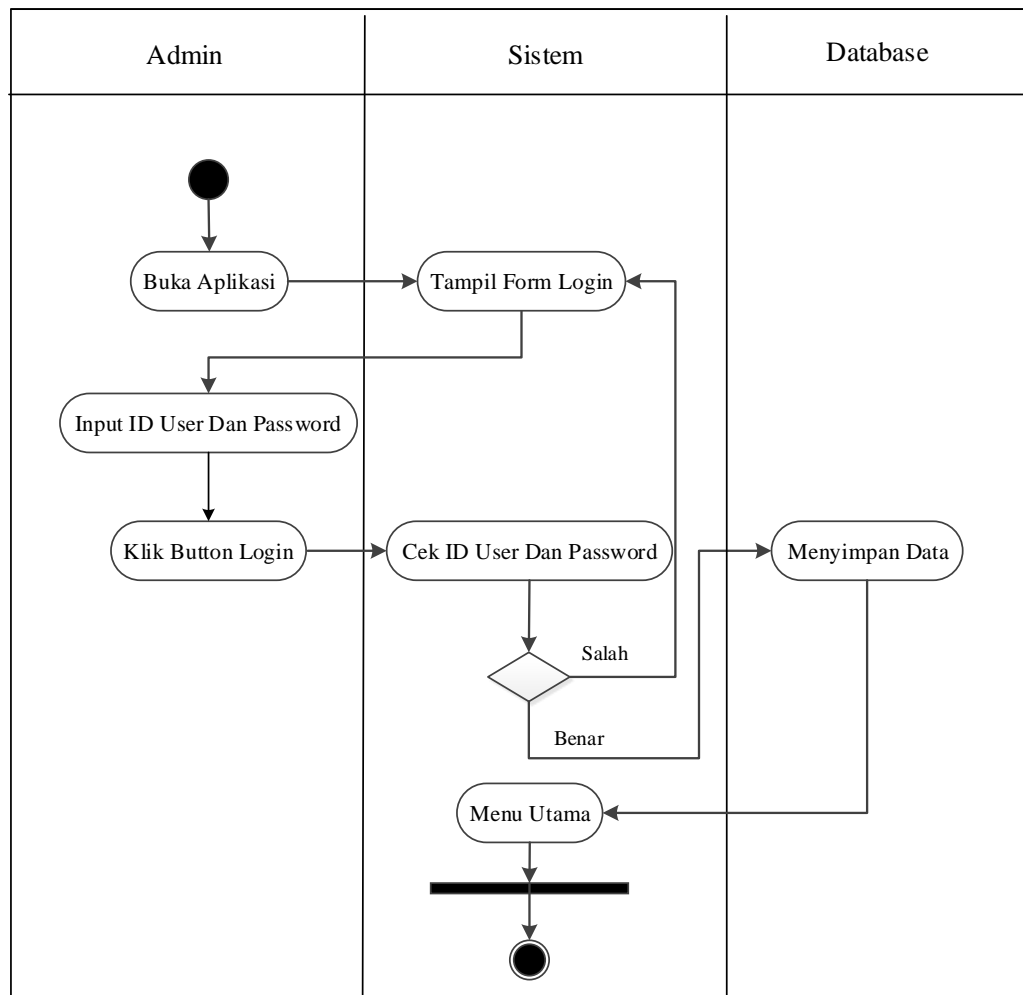 Admin
Sistem
Database
Buka Aplikasi
Tampil Form Login
Input ID User Dan Password
Klik Button Login
Cek ID User Dan Password
Menyimpan Data
Salah
Benar
Menu Utama